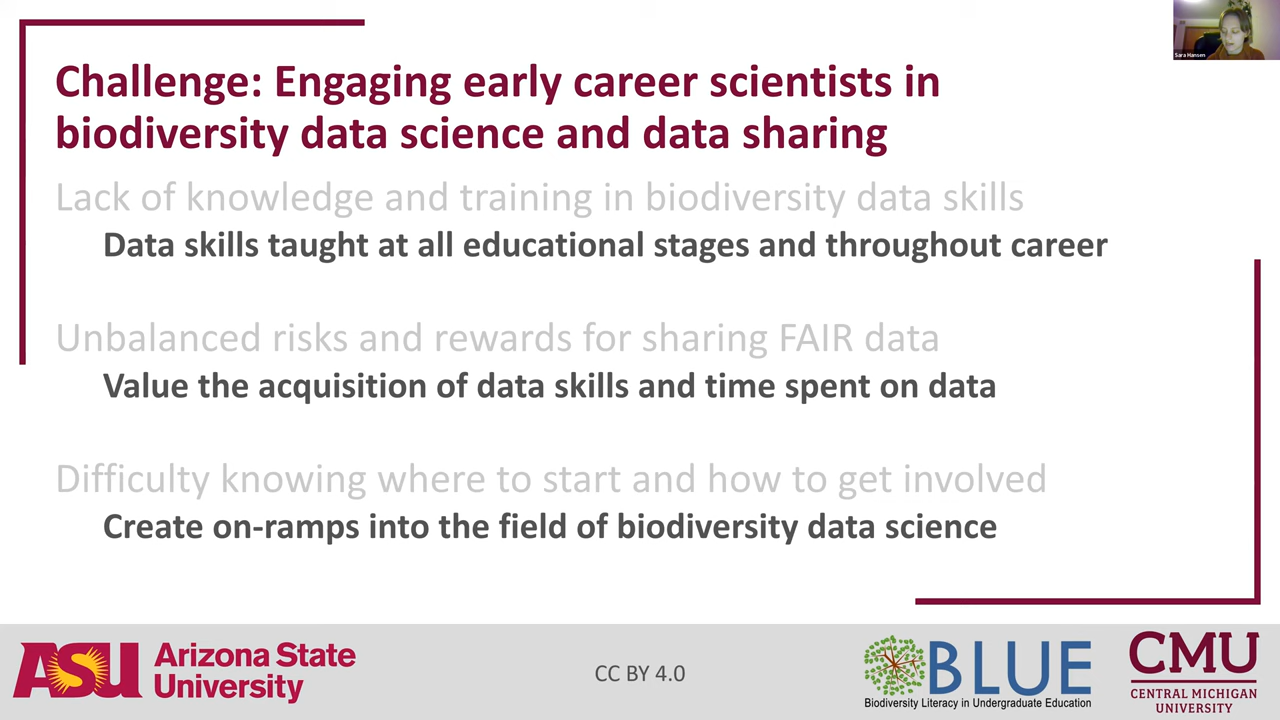 Sara Hansen
Challenge: Engaging early career scientists in
biodiversity data science and data sharing
Lack of knowledge and training in biodiversity data skills
Data skills taught at all educational stages and throughout career
Unbalanced risks and rewards for sharing FAIR data
Value the acquisition of data skills and time spent on data
Difficulty knowing where to start and how to get involved
Create on-ramps into the field of biodiversity data science
ASU Arizona State
University
CC BY 4.0
BLUE
Biodiversity Literacy in Undergraduate Education
CMU
CENTRAL MICHIGAN
UNIVERSITY